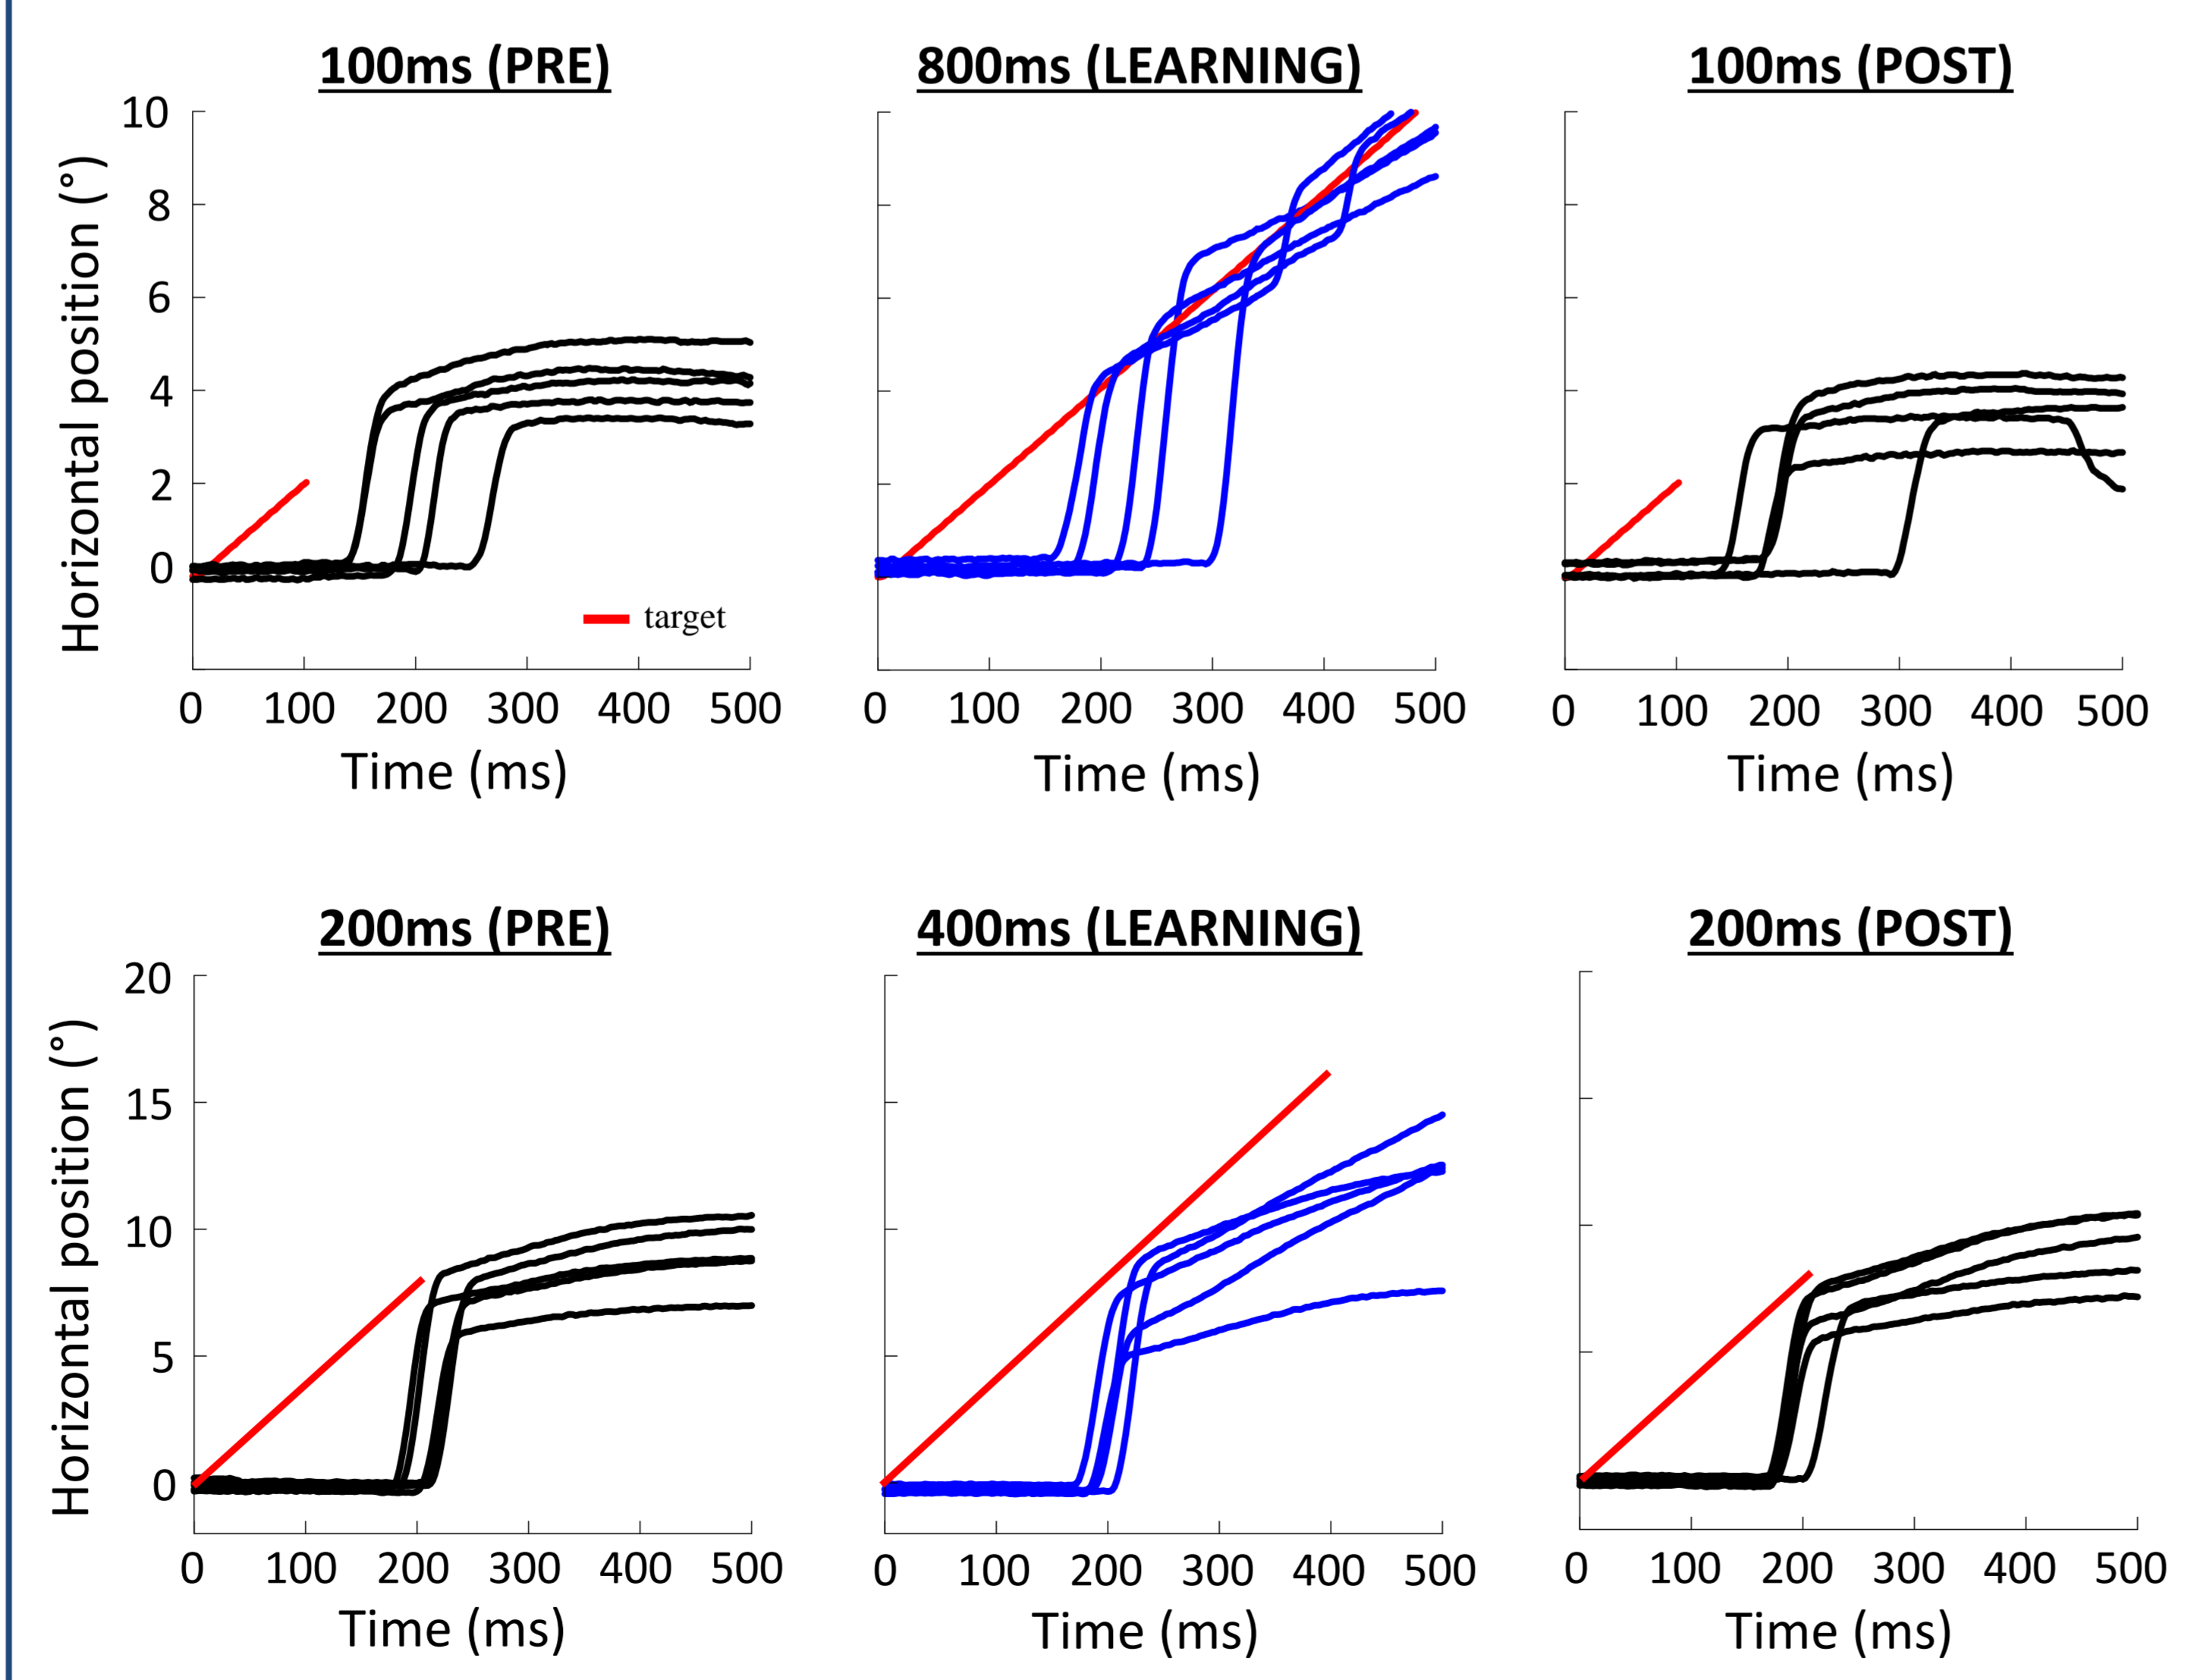 100ms (PRE)
800ms (LEARNING)
100ms (POST)
Horizontal position (°)
10
8
6
4
2
0
target
0 100 200 300 400 500
0 100 200 300 400 500
0 100 200 300 400 500
Time (ms)
Time (ms)
Time (ms)
200ms (PRE)
400ms (LEARNING)
200ms (POST)
Horizontal position (°)
20
15
10
5
0
0 100 200 300 400 500
0 100 200 300 400 500
0 100 200 300 400 500
Time (ms)
Time (ms)
Time (ms)